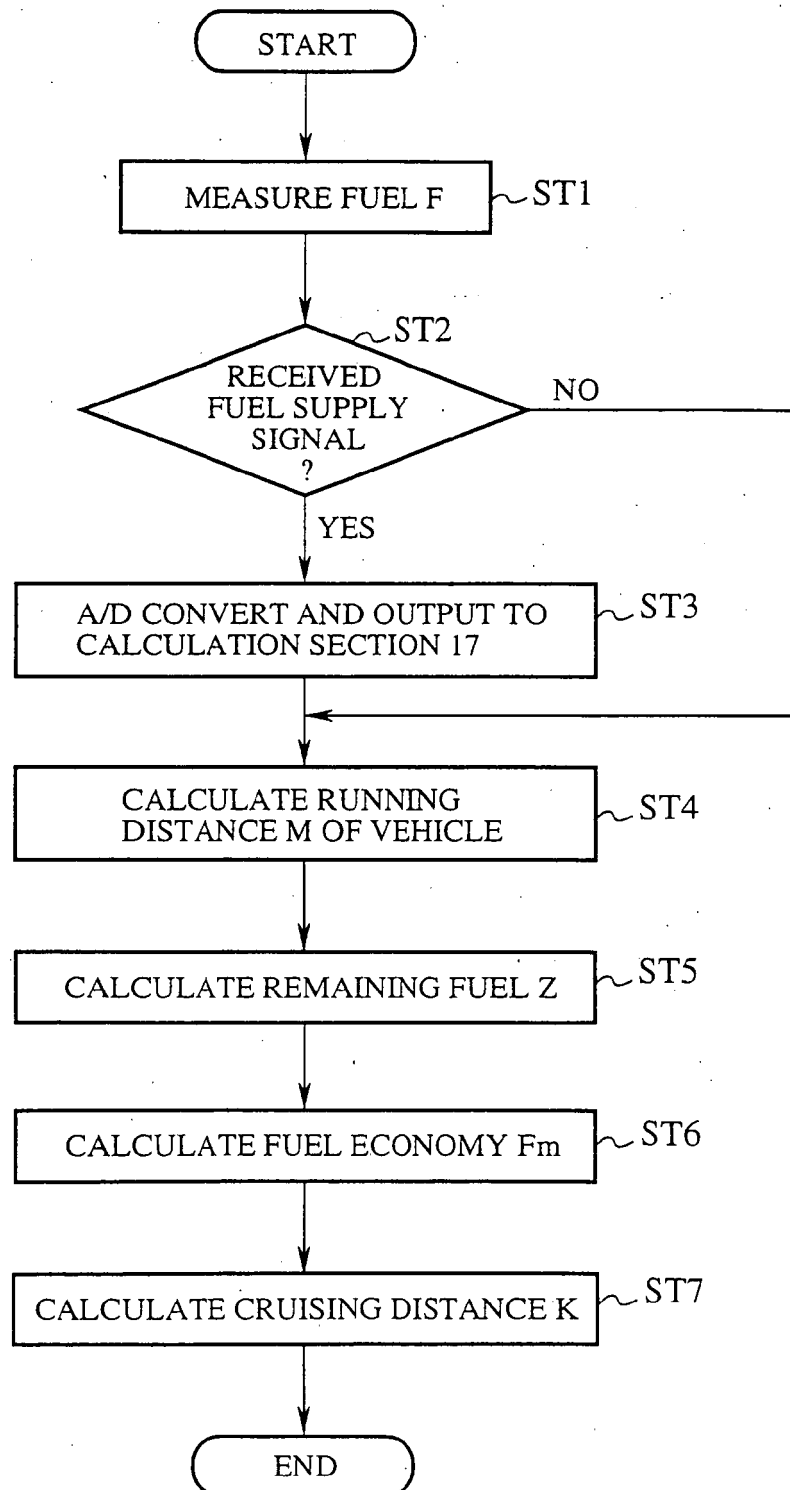 START
MEASURE FUEL F
ST1
ST2
RECEIVED
FUEL SUPPLY
SIGNAL
?
NO
YES
A/D CONVERT AND OUTPUT TO
CALCULATION SECTION 17
ST3
CALCULATE RUNNING
DISTANCE M OF VEHICLE
ST4
CALCULATE REMAINING FUEL Z
ST5
CALCULATE FUEL ECONOMY Fm
ST6
CALCULATE CRUISING DISTANCE K
ST7
END